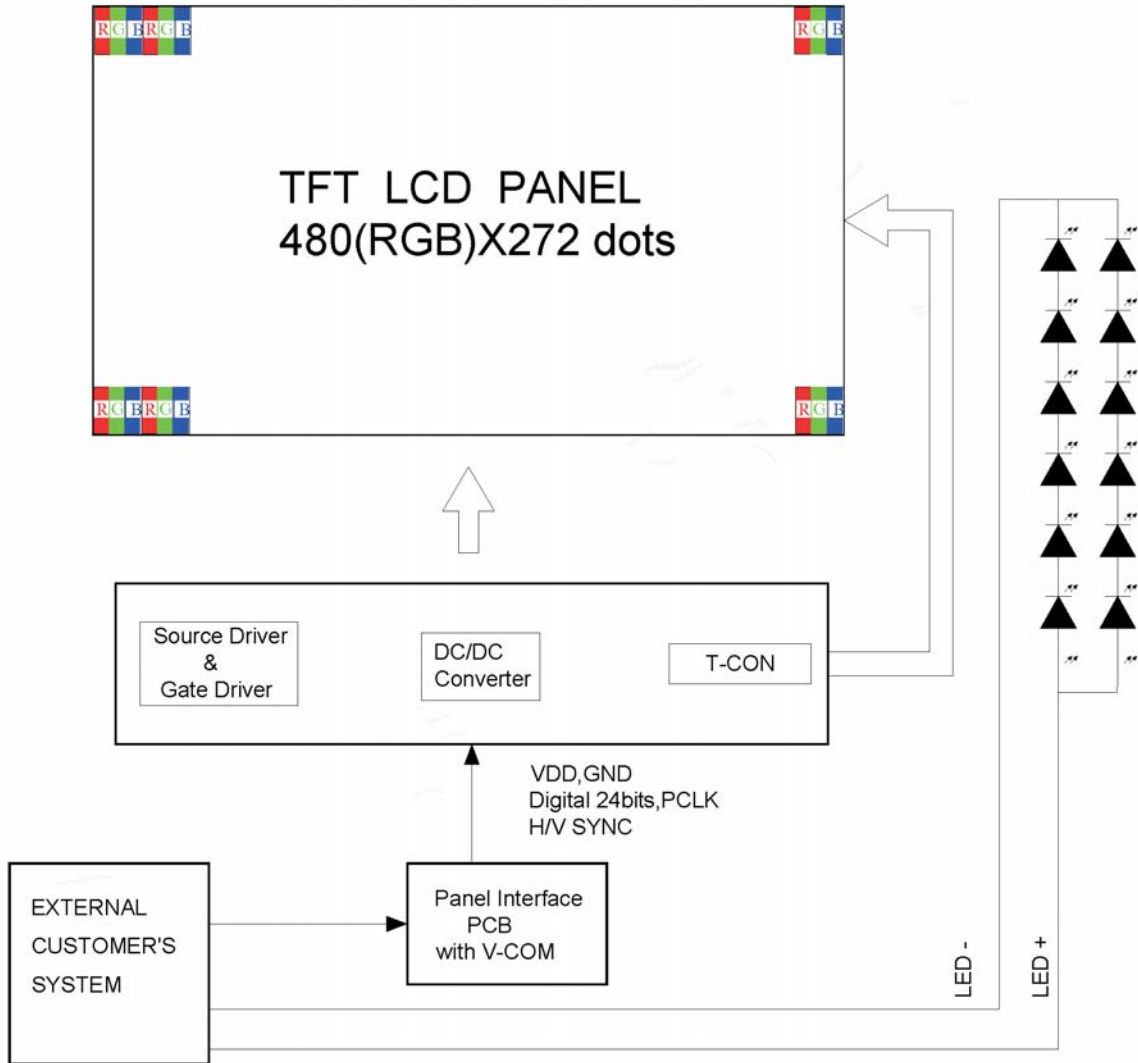 RGBRGB RGB
TFT LCD PANEL
480(RGB)X272 dots
RGBRGB RGB
Source Driver
&
Gate Driver
DC/DC
Converter
T-CON
VDD,GND
Digital 24bits,PCLK
H/V SYNC
EXTERNAL
CUSTOMER'S
SYSTEM
Panel Interface
PCB
with V-COM
LED -
LED +